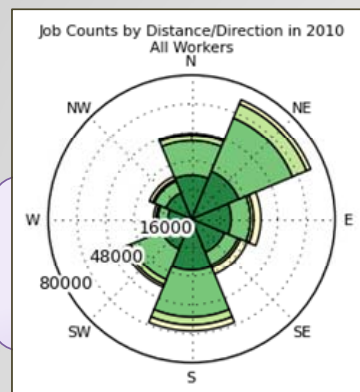 Job Counts by Distance/Direction in 2010
All Workers
N
NW
NE
W
16000
E
48000
80000
SW
SE
S